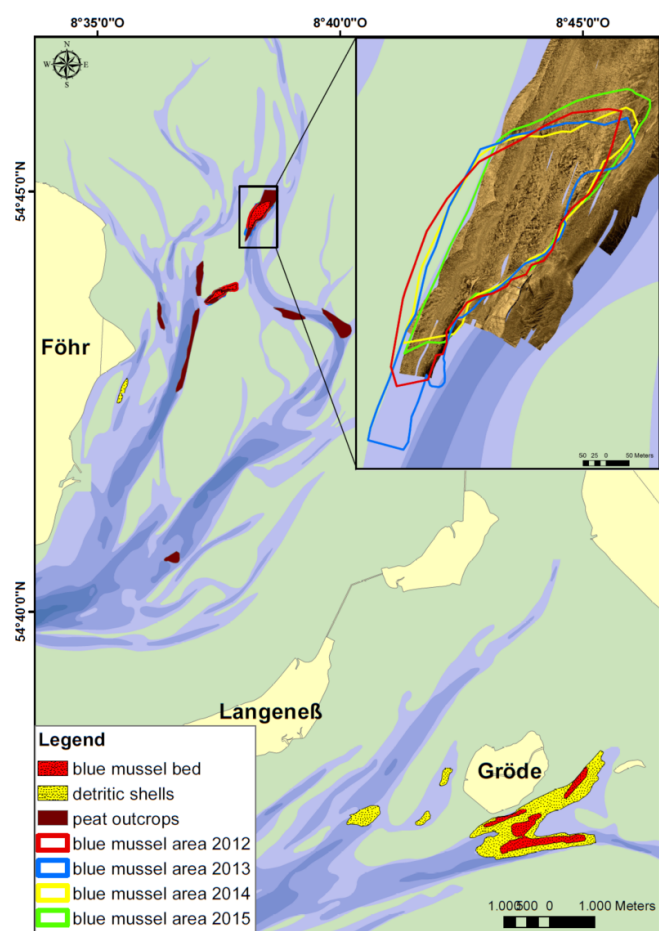 8°35'0"O 8°40'0"O 8°45'0"O
N
W E
S
54°45'0"N
Föhr
50 25 0 50 Meters
54°40'0"N
Langeneß
Gröde
Legend
blue mussel bed
detritic shells
peat outcrops
blue mussel area 2012
blue mussel area 2013
blue mussel area 2014
blue mussel area 2015
1.000500 0 1.000 Meters